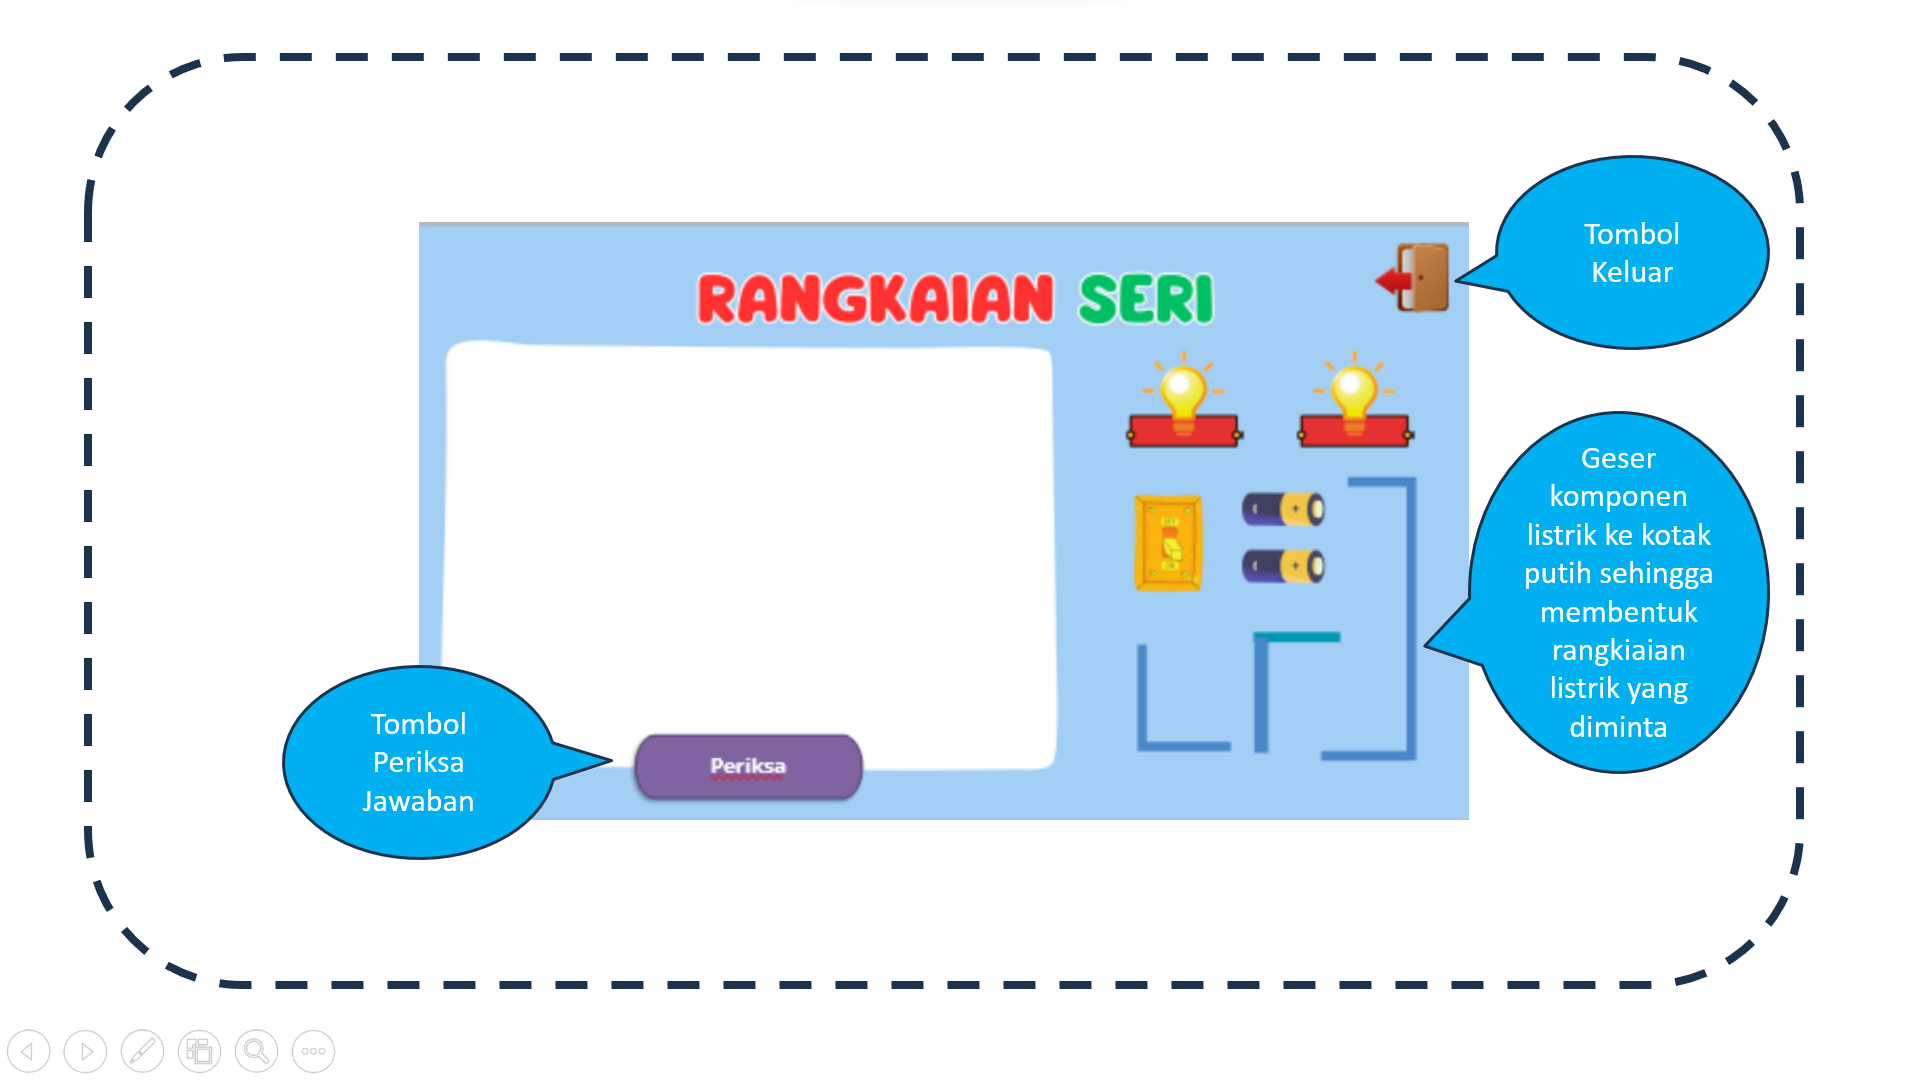 RANGKAIAN SERI
Tombol
Keluar
Geser
komponen
listrik ke kotak
putih sehingga
membentuk
rangkiaian
listrik yang
diminta
Tombol
Periksa
Jawaban
Periksa